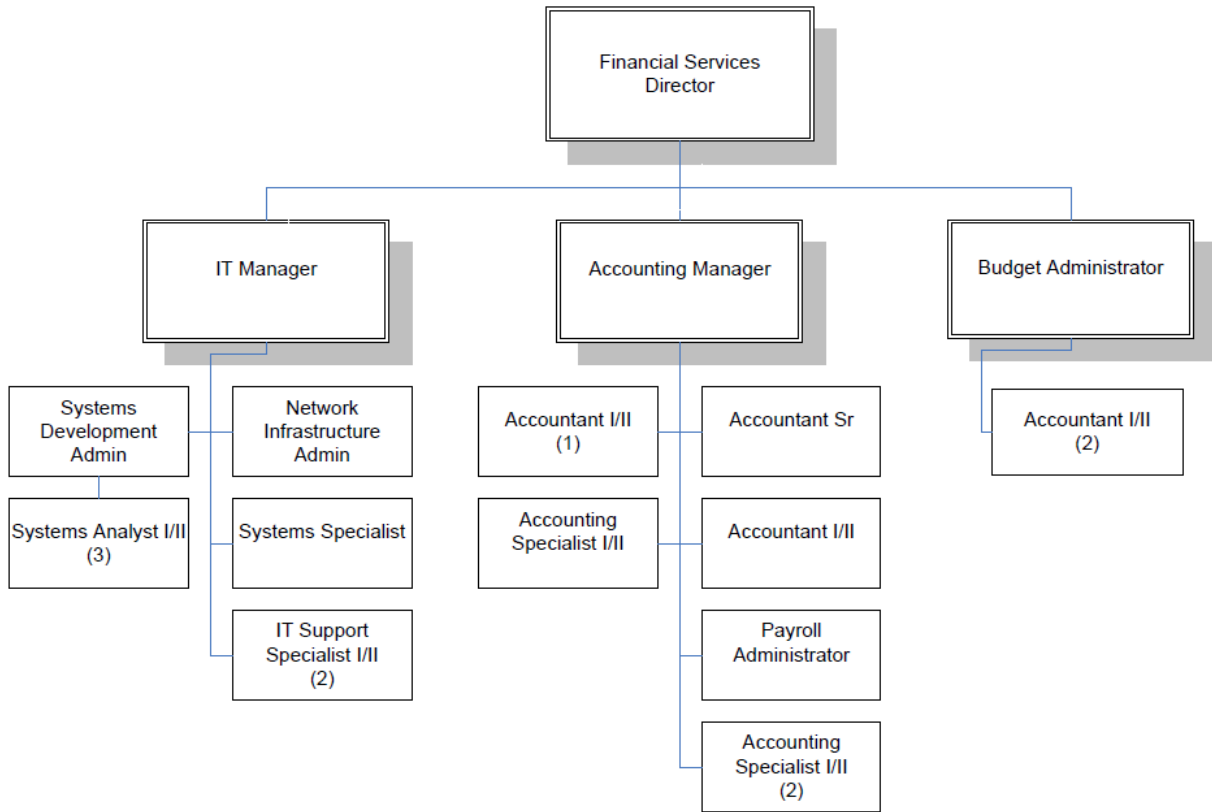 Financial Services
Director
IT Manager
Accounting Manager
Budget Administrator
Systems
Development
Admin
Network
Infrastructure
Admin
Accountant I/II
(1)
Accountant Sr
Accountant I/II
(2)
Systems Analyst I/II
(3)
Systems Specialist
Accounting
Specialist I/II
Accountant I/II
IT Support
Specialist I/II
(2)
Payroll
Administrator
Accounting
Specialist I/II
(2)